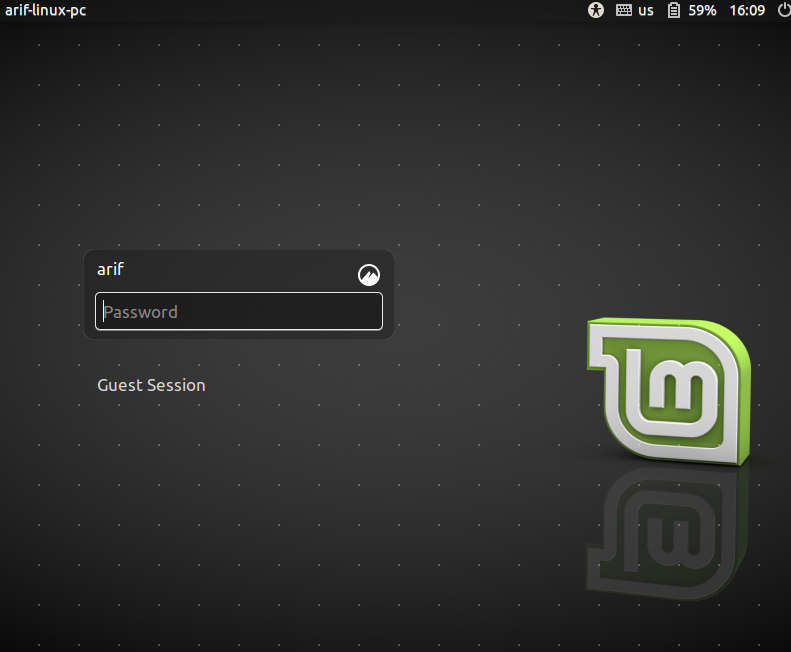 arif-linux-pc us 59% 16:09
arif
Password
Guest Session